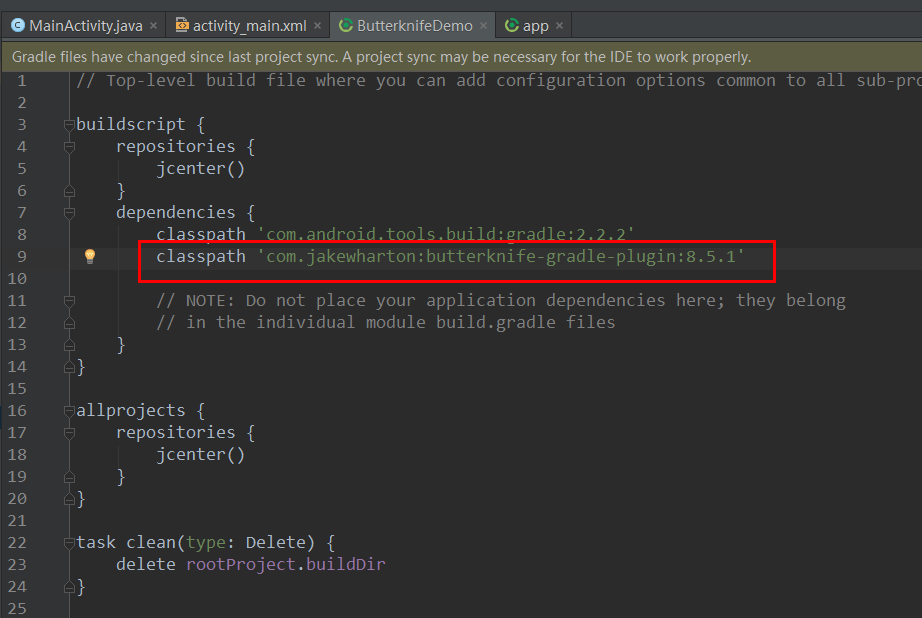 MainActivity.java × activity_main.xml × ButterknifeDemo × app ×
Gradle files have changed since last project sync. A project sync may be necessary for the IDE to work properly.
1 // Top-level build file where you can add configuration options common to all sub-pro
2
3 buildscript {
4 repositories {
5 jcenter()
6 }
7 dependencies {
8 classpath 'com.android.tools.build:gradle:2.2.2'
9 classpath 'com.jakewharton:butterknife-gradle-plugin:8.5.1'
10
11 // NOTE: Do not place your application dependencies here; they belong
12 // in the individual module build.gradle files
13 }
14 }
15
16 allprojects {
17 repositories {
18 jcenter()
19 }
20 }
21
22 task clean(type: Delete) {
23 delete rootProject.buildDir
24 }
25